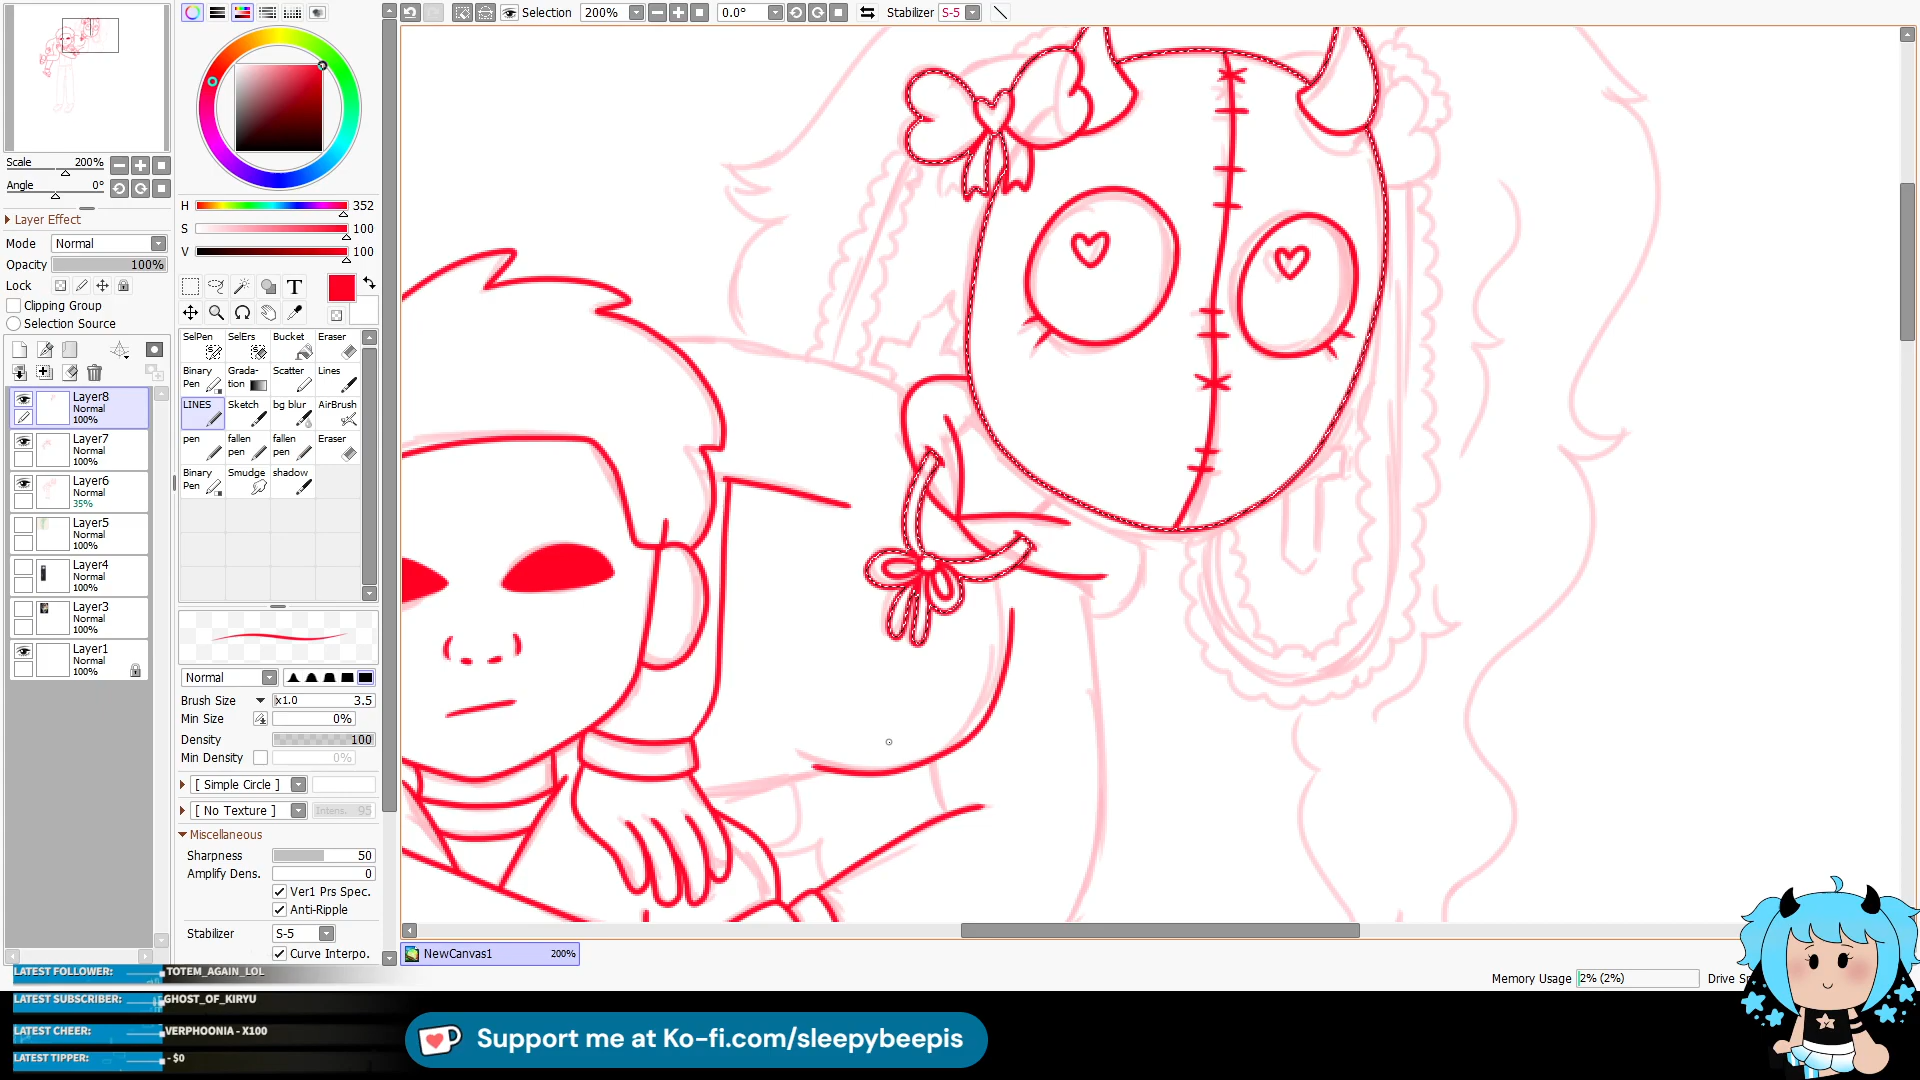 Selection 200% 0.0° Stabilizer S-5
Scale 200%
Angle 0°
Layer Effect
Mode Normal
Opacity 100%
Lock
Clipping Group
Selection Source
Layer8
Normal
100%
Layer7
Normal
100%
Layer6
Normal
35%
Layer5
Normal
100%
Layer4
Normal
100%
Layer3
Normal
100%
Layer1
Normal
100%
H 352
S 100
V 100
T
SelPen SelErs Bucket Eraser
Binary Pen Grada-tion Scatter Lines
LINES Sketch bg blur AirBrush
pen fallen pen fallen pen Eraser
Binary Pen Smudge shadow
Normal
Brush Size x1.0 3.5
Min Size 0%
Density 100
Min Density 0%
[ Simple Circle ]
[ No Texture ] Intens. 95
Miscellaneous
Sharpness 50
Amplify Dens. 0
Ver1 Prs Spec.
Anti-Ripple
Stabilizer S-5
Curve Interpo.
NewCanvas1 200%
Memory Usage 2% (2%)
LATEST FOLLOWER: TOTEM_AGAIN_LOL
LATEST SUBSCRIBER: GHOST_OF_KIRYU
LATEST CHEER: VERPHOONIA - X100
LATEST TIPPER: - $0
Support me at Ko-fi.com/sleepybeepis